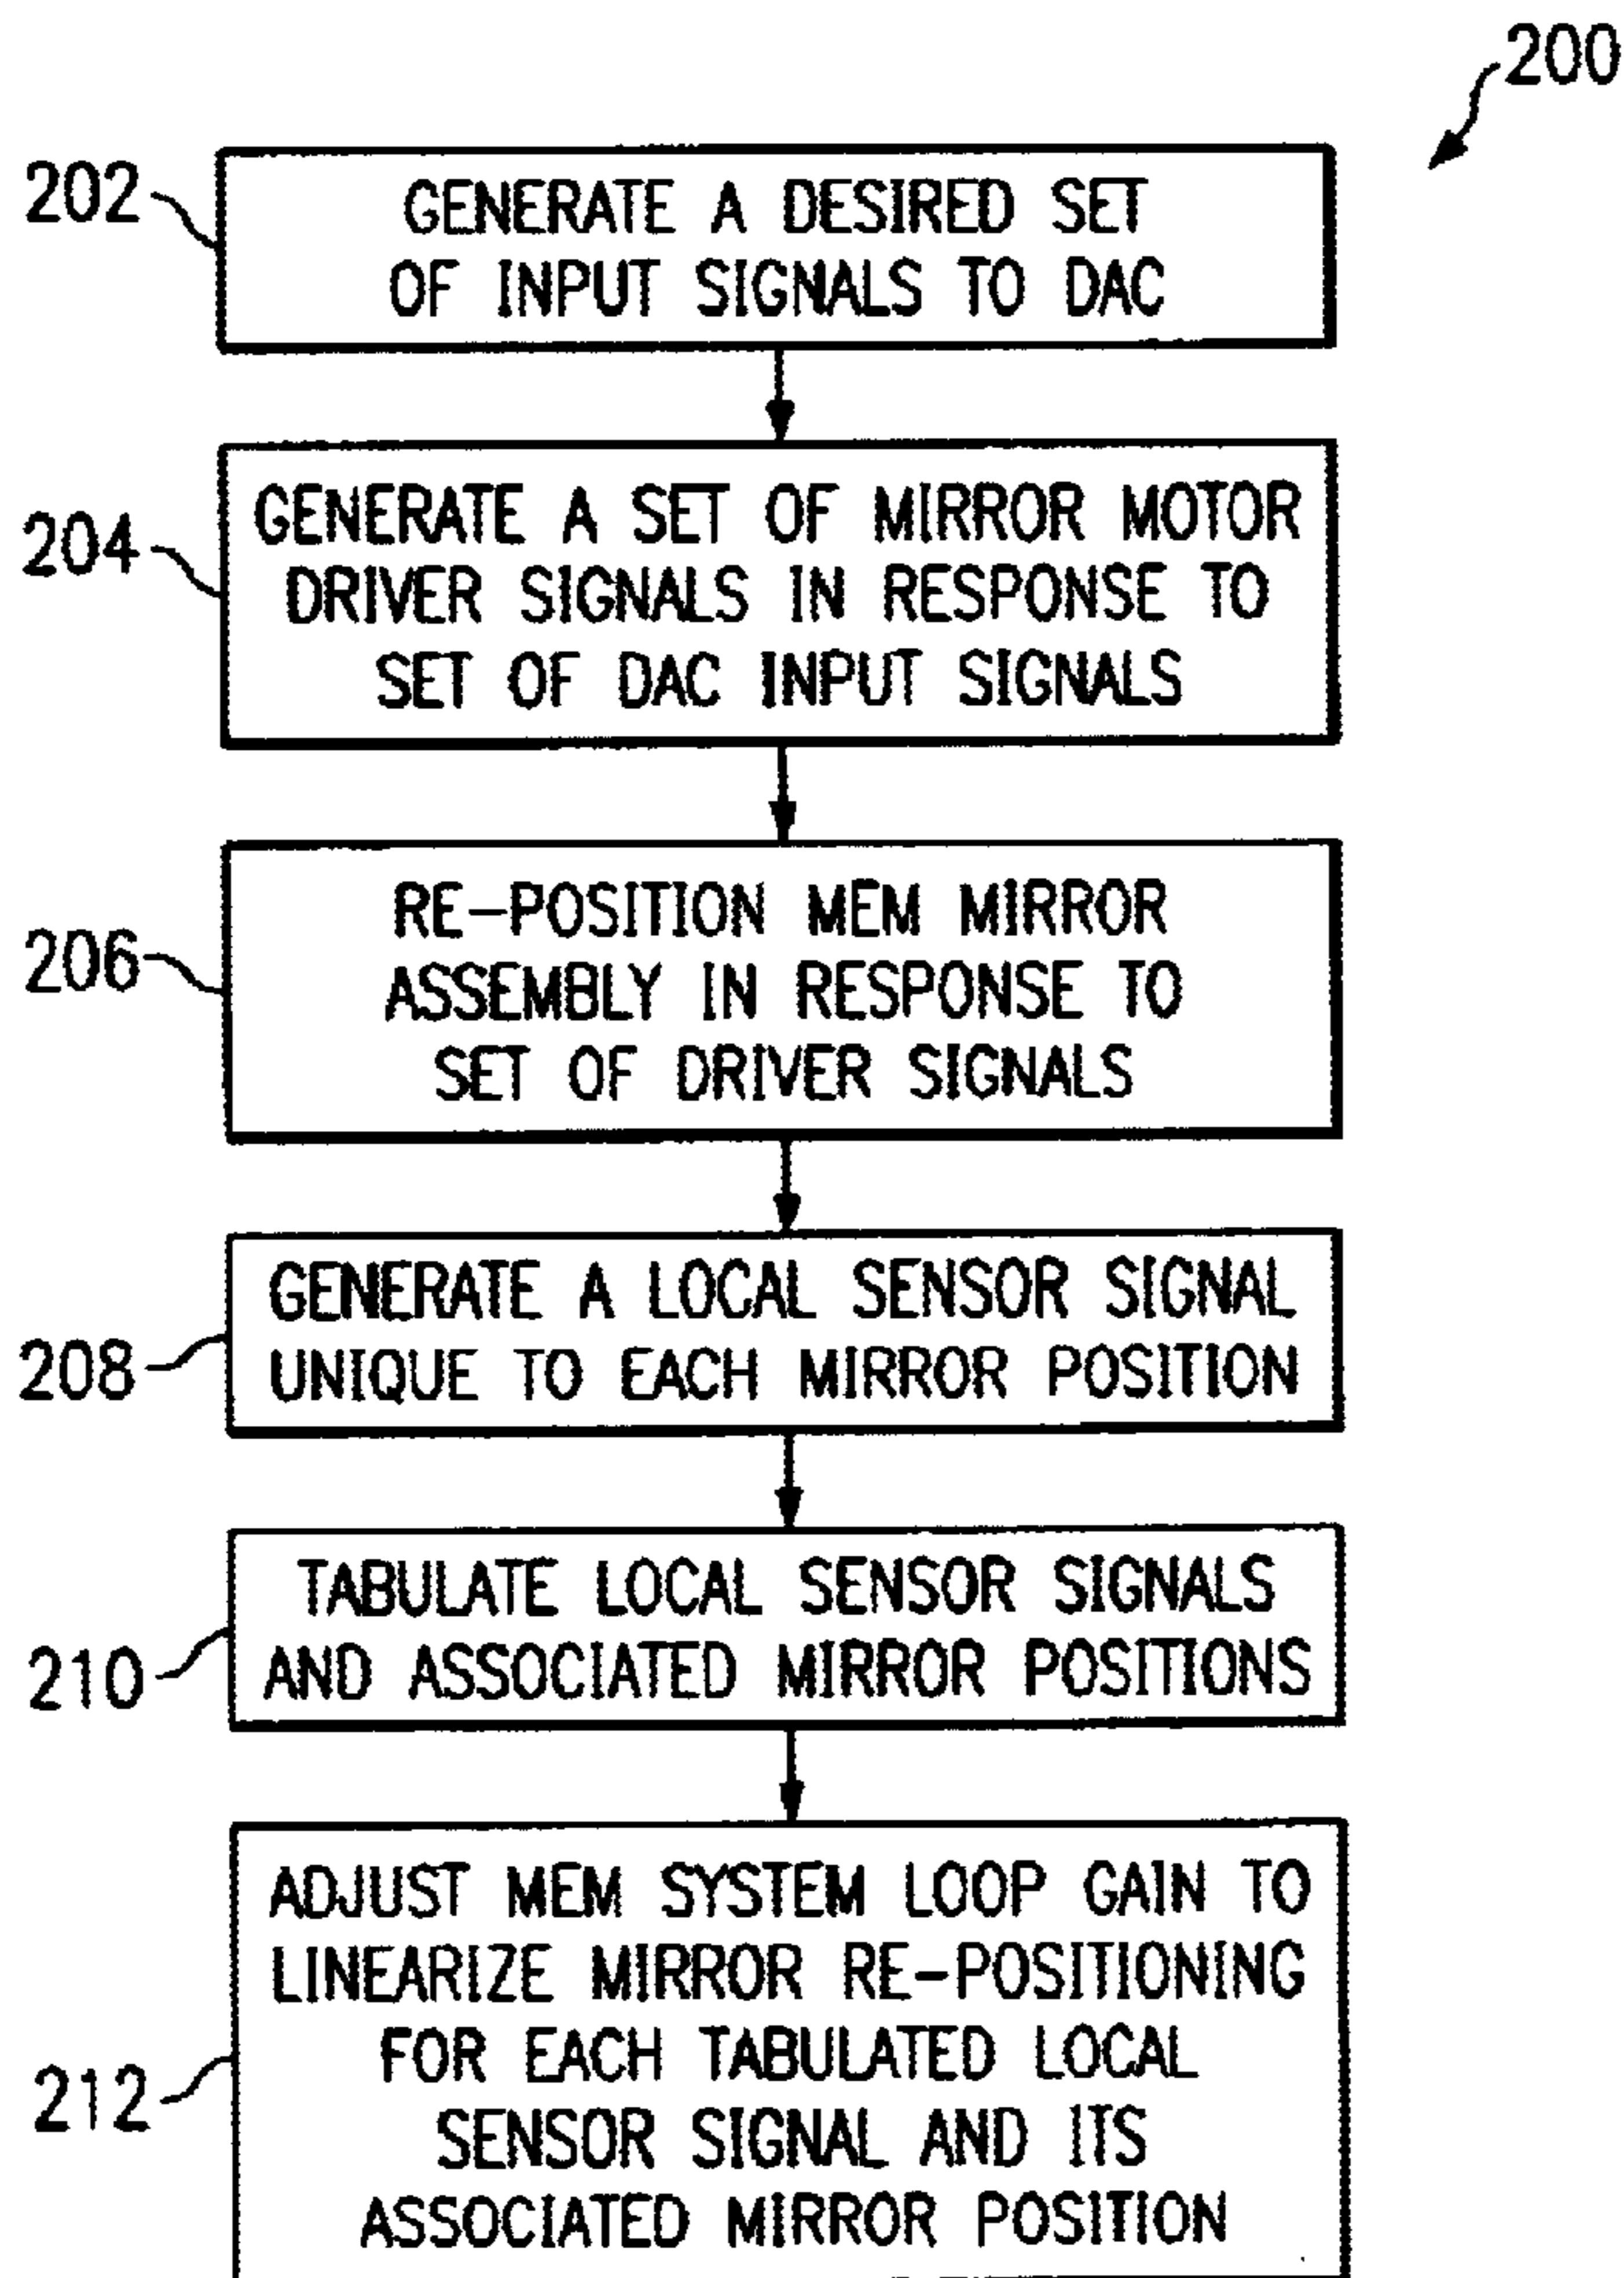 200
202
GENERATE A DESIRED SET
OF INPUT SIGNALS TO DAC
204
GENERATE A SET OF MIRROR MOTOR
DRIVER SIGNALS IN RESPONSE TO
SET OF DAC INPUT SIGNALS
206
RE-POSITION MEM MIRROR
ASSEMBLY IN RESPONSE TO
SET OF DRIVER SIGNALS
208
GENERATE A LOCAL SENSOR SIGNAL
UNIQUE TO EACH MIRROR POSITION
210
TABULATE LOCAL SENSOR SIGNALS
AND ASSOCIATED MIRROR POSITIONS
212
ADJUST MEM SYSTEM LOOP GAIN TO
LINEARIZE MIRROR RE-POSITIONING
FOR EACH TABULATED LOCAL
SENSOR SIGNAL AND ITS
ASSOCIATED MIRROR POSITION